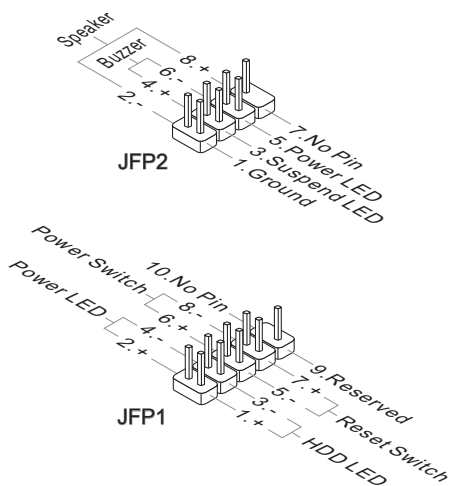 Speaker
Buzzer
8.+
6.-
4.+
2.-
7.No Pin
5.Power LED
3.Suspend LED
1.Ground
JFP2
Power Switch
Power LED
10.No Pin
8.-
6.+
4.-
2.+
9.Reserved
7.+
5.-
3.-
1.+
Reset Switch
HDD LED
JFP1